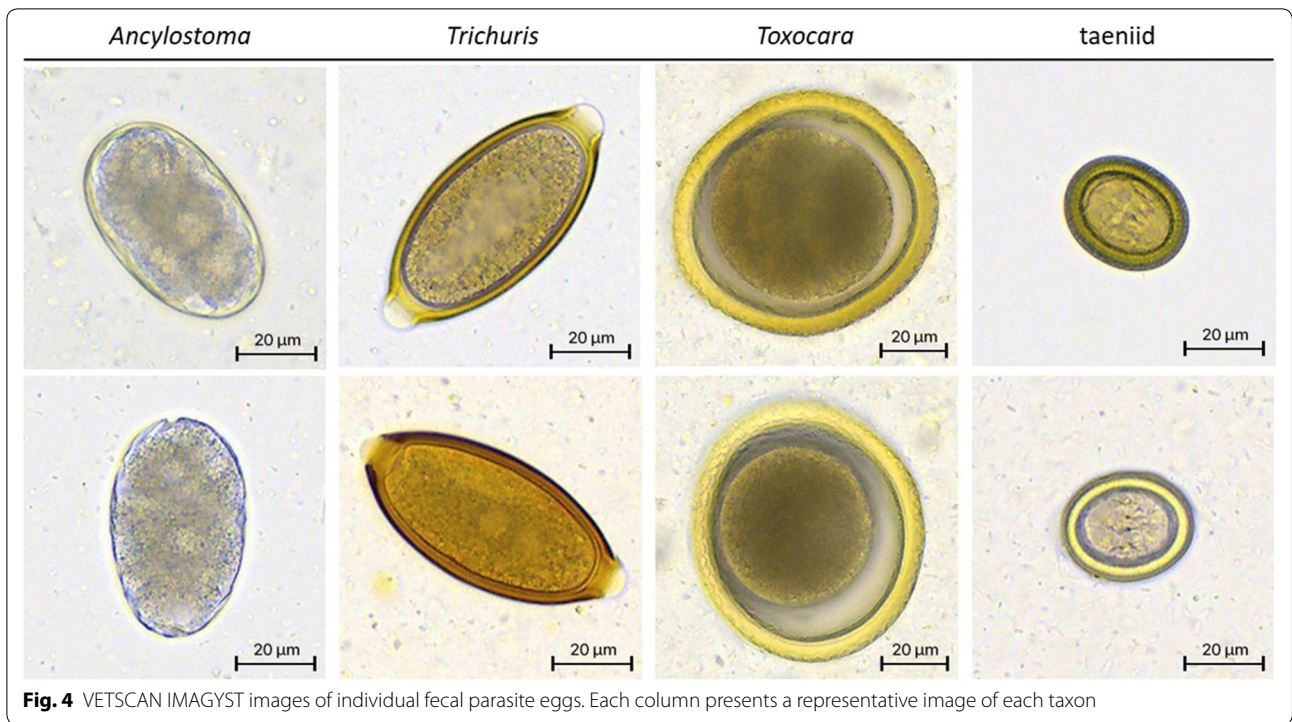 Ancylostoma Trichuris Toxocara taeniid
20 µm 20 µm 20 µm 20 µm
20 µm 20 µm 20 µm 20 µm
Fig. 4 VETSCAN IMAGYST images of individual fecal parasite eggs. Each column presents a representative image of each taxon